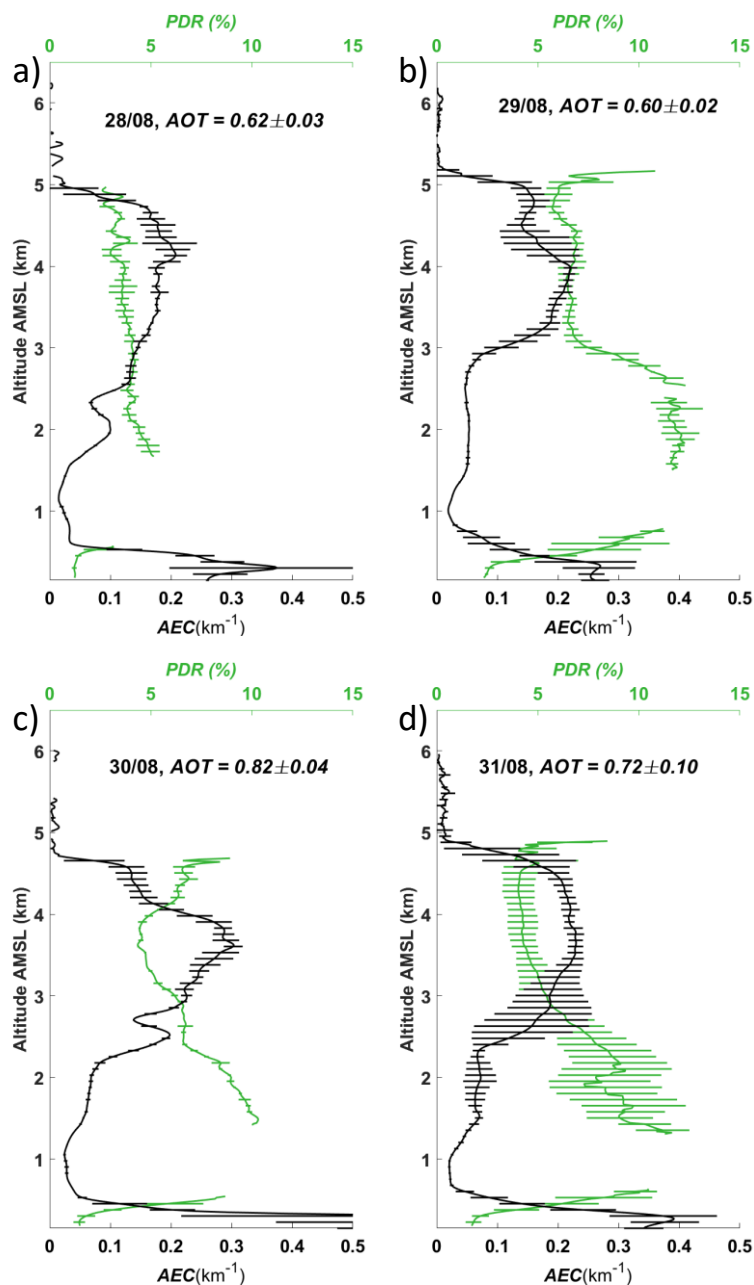 PDR (%) PDR (%)
0 5 10 15 0 5 10 15
a) b)
28/08, AOT = 0.62±0.03 29/08, AOT = 0.60±0.02
Altitude AMSL (km) Altitude AMSL (km)
6 6
5 5
4 4
3 3
2 2
1 1
0 0.1 0.2 0.3 0.4 0.5 0 0.1 0.2 0.3 0.4 0.5
AEC(km⁻¹) AEC(km⁻¹)
PDR (%) PDR (%)
0 5 10 15 0 5 10 15
c) d)
30/08, AOT = 0.82±0.04 31/08, AOT = 0.72±0.10
Altitude AMSL (km) Altitude AMSL (km)
6 6
5 5
4 4
3 3
2 2
1 1
0 0.1 0.2 0.3 0.4 0.5 0 0.1 0.2 0.3 0.4 0.5
AEC(km⁻¹) AEC(km⁻¹)